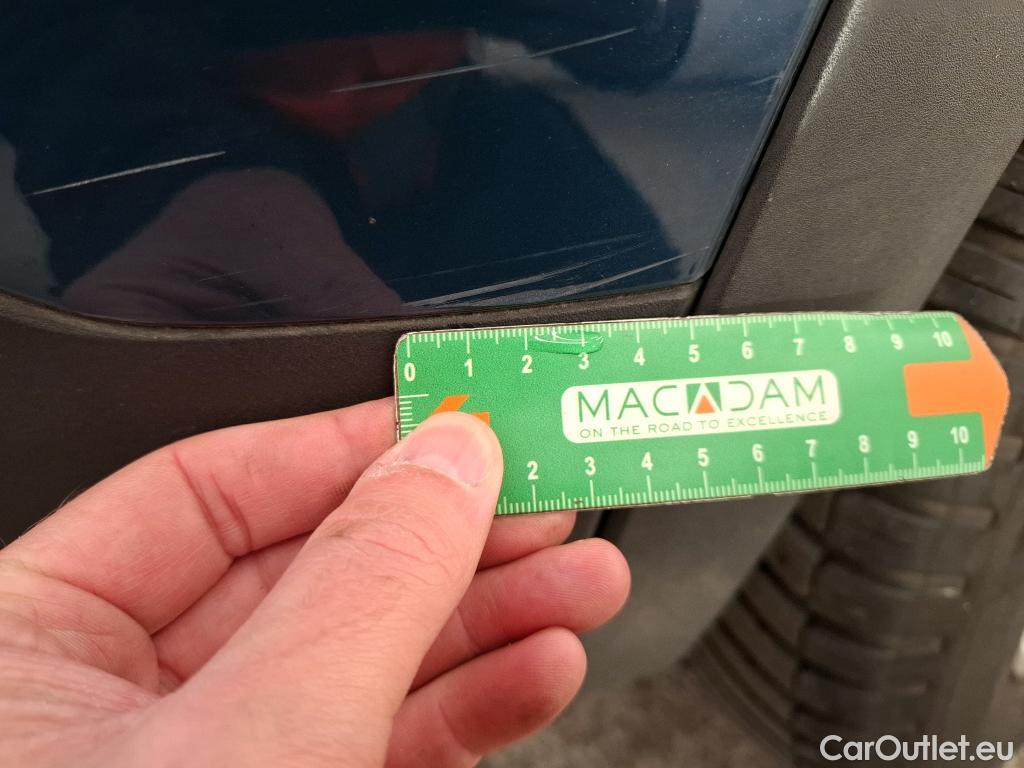 0 1 2 3 4 5 6 7 8 9 10
MACADAM
ON THE ROAD TO EXCELLENCE
2 3 4 5 6 7 8 9 10
CarOutlet.eu